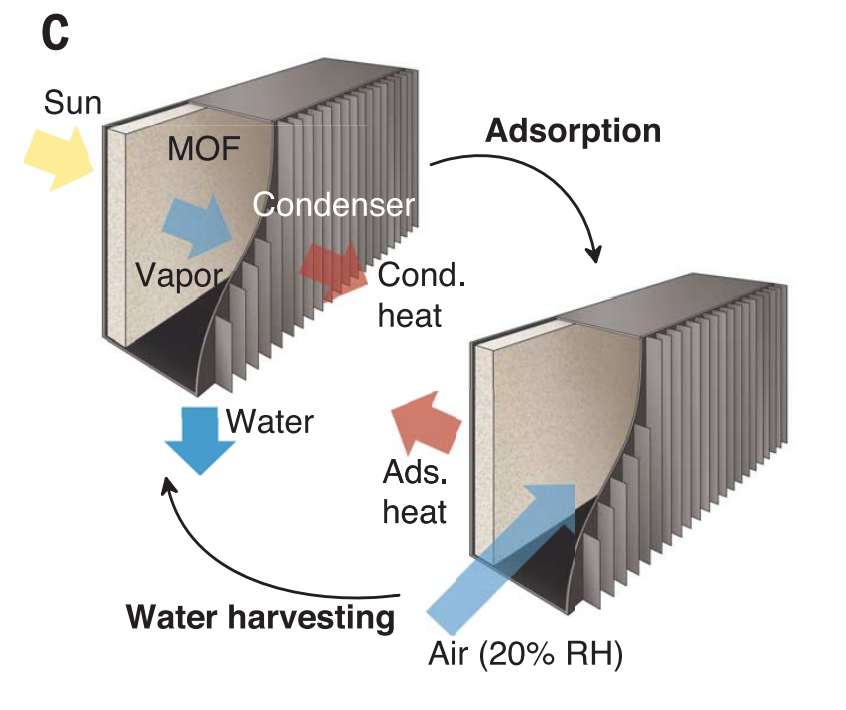 C
Sun
MOF
Adsorption
Condenser
Vapor
Cond.
heat
Water
Ads.
heat
Water harvesting
Air (20% RH)